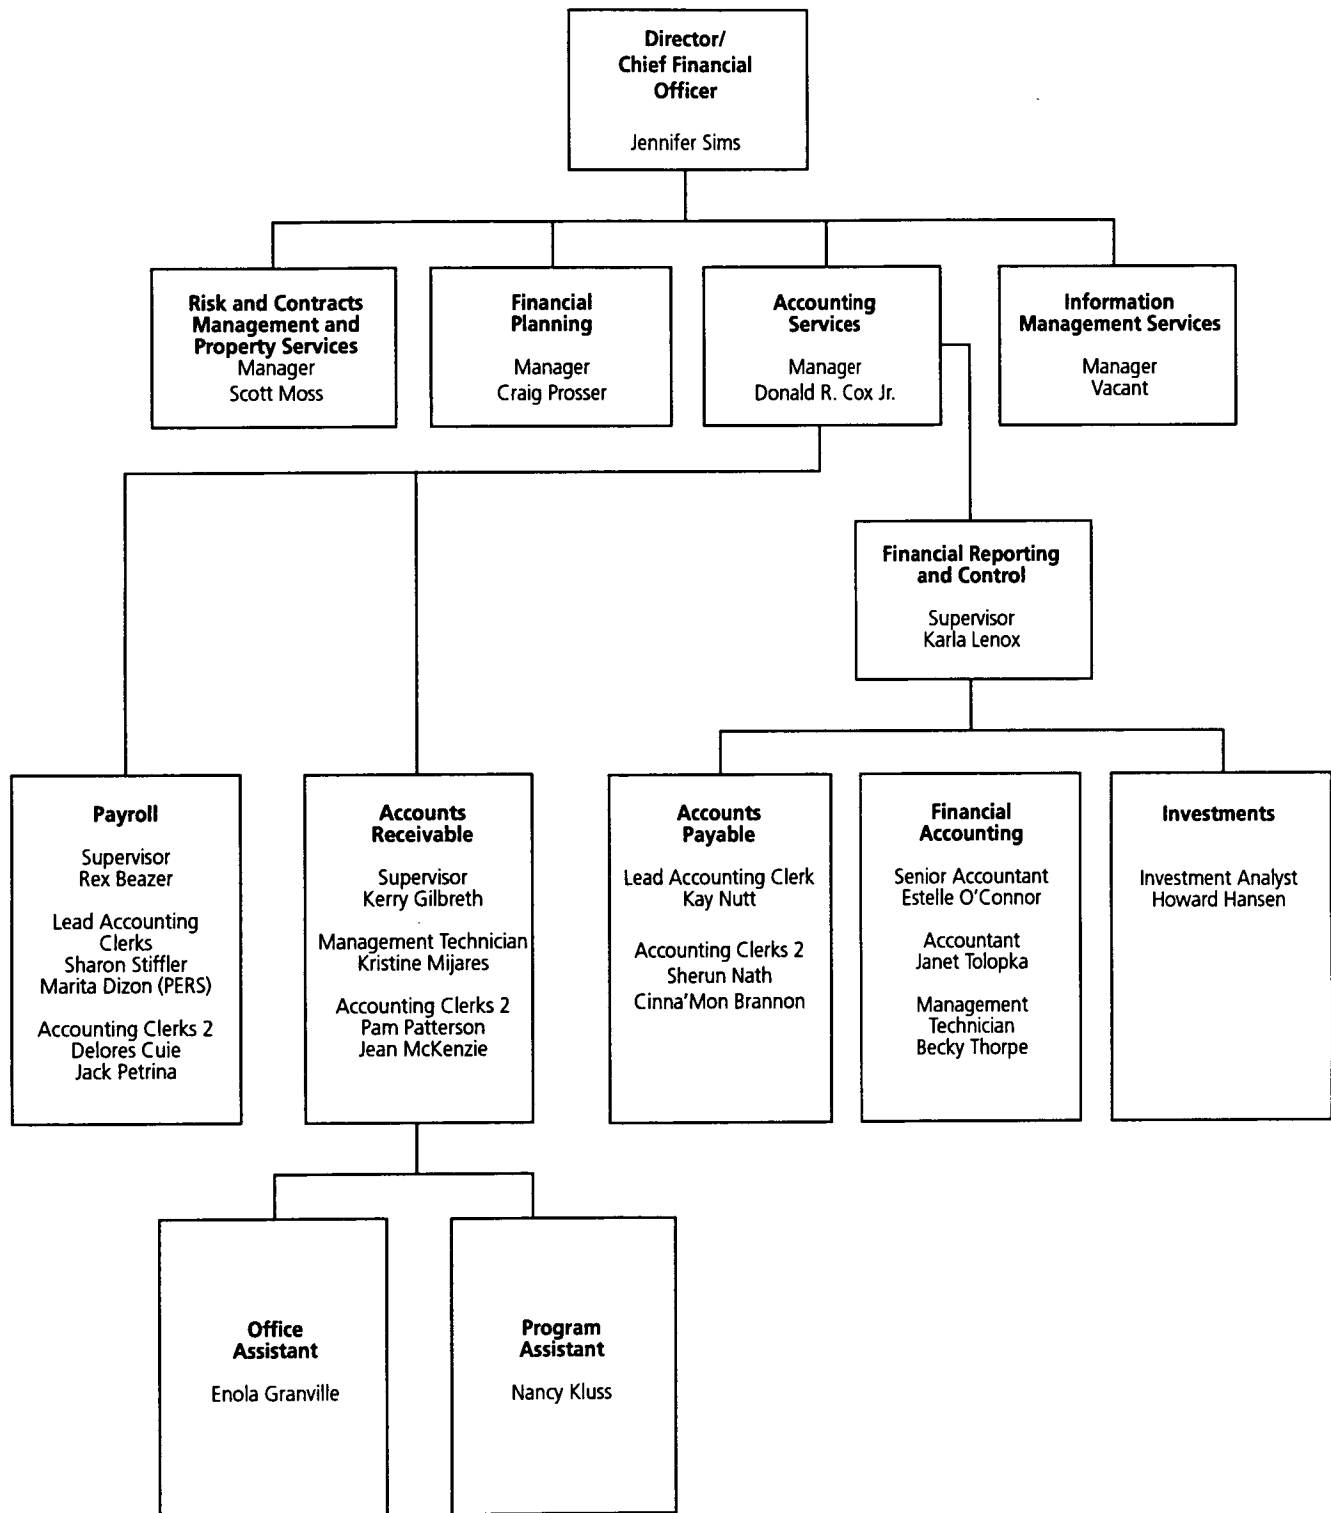 Director/
Chief Financial
Officer
Jennifer Sims
Risk and Contracts
Management and
Property Services
Manager
Scott Moss
Financial
Planning
Manager
Craig Prosser
Accounting
Services
Manager
Donald R. Cox Jr.
Information
Management Services
Manager
Vacant
Financial Reporting
and Control
Supervisor
Karla Lenox
Payroll
Supervisor
Rex Beazer
Lead Accounting
Clerks
Sharon Stiffler
Marita Dizon (PERS)
Accounting Clerks 2
Delores Cuie
Jack Petrina
Accounts
Receivable
Supervisor
Kerry Gilbreth
Management Technician
Kristine Mijares
Accounting Clerks 2
Pam Patterson
Jean McKenzie
Accounts
Payable
Lead Accounting Clerk
Kay Nutt
Accounting Clerks 2
Sherun Nath
Cinna'Mon Brannon
Financial
Accounting
Senior Accountant
Estelle O'Connor
Accountant
Janet Tolopka
Management
Technician
Becky Thorpe
Investments
Investment Analyst
Howard Hansen
Office
Assistant
Enola Granville
Program
Assistant
Nancy Kluss